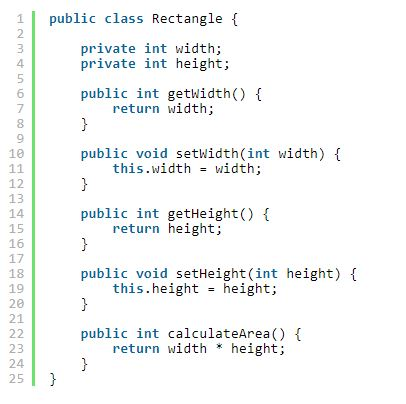 1 public class Rectangle {
2
3     private int width;
4     private int height;
5
6     public int getWidth() {
7         return width;
8     }
9
10     public void setWidth(int width) {
11         this.width = width;
12     }
13
14     public int getHeight() {
15         return height;
16     }
17
18     public void setHeight(int height) {
19         this.height = height;
20     }
21
22     public int calculateArea() {
23         return width * height;
24     }
25 }